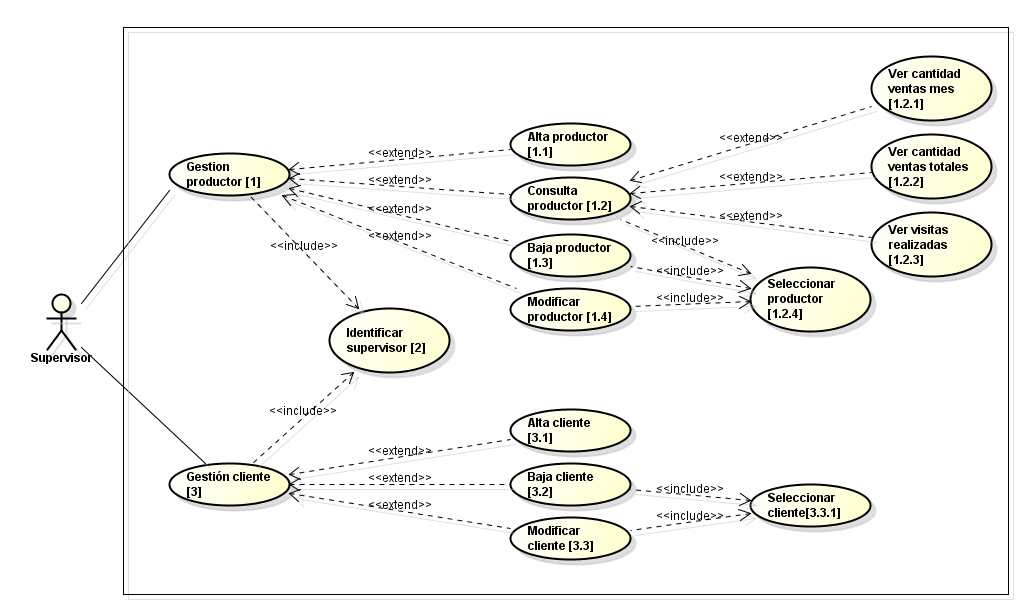 Ver cantidad
ventas mes
[1.2.1]
<<extend>>
Alta productor
[1.1]
<<extend>>
Ver cantidad
ventas totales
[1.2.2]
<<extend>>
Gestion
productor [1]
<<extend>>
Consulta
productor [1.2]
<<extend>>
<<extend>>
Ver visitas
realizadas
[1.2.3]
<<extend>>
<<include>>
<<include>>
Baja productor
[1.3]
<<include>>
Seleccionar
productor
[1.2.4]
<<include>>
Modificar
productor [1.4]
Identificar
supervisor [2]
Supervisor
<<include>>
Alta cliente
[3.1]
<<extend>>
Gestión cliente
[3]
<<extend>>
Baja cliente
[3.2]
<<include>>
Seleccionar
cliente[3.3.1]
<<extend>>
<<include>>
Modificar
cliente [3.3]